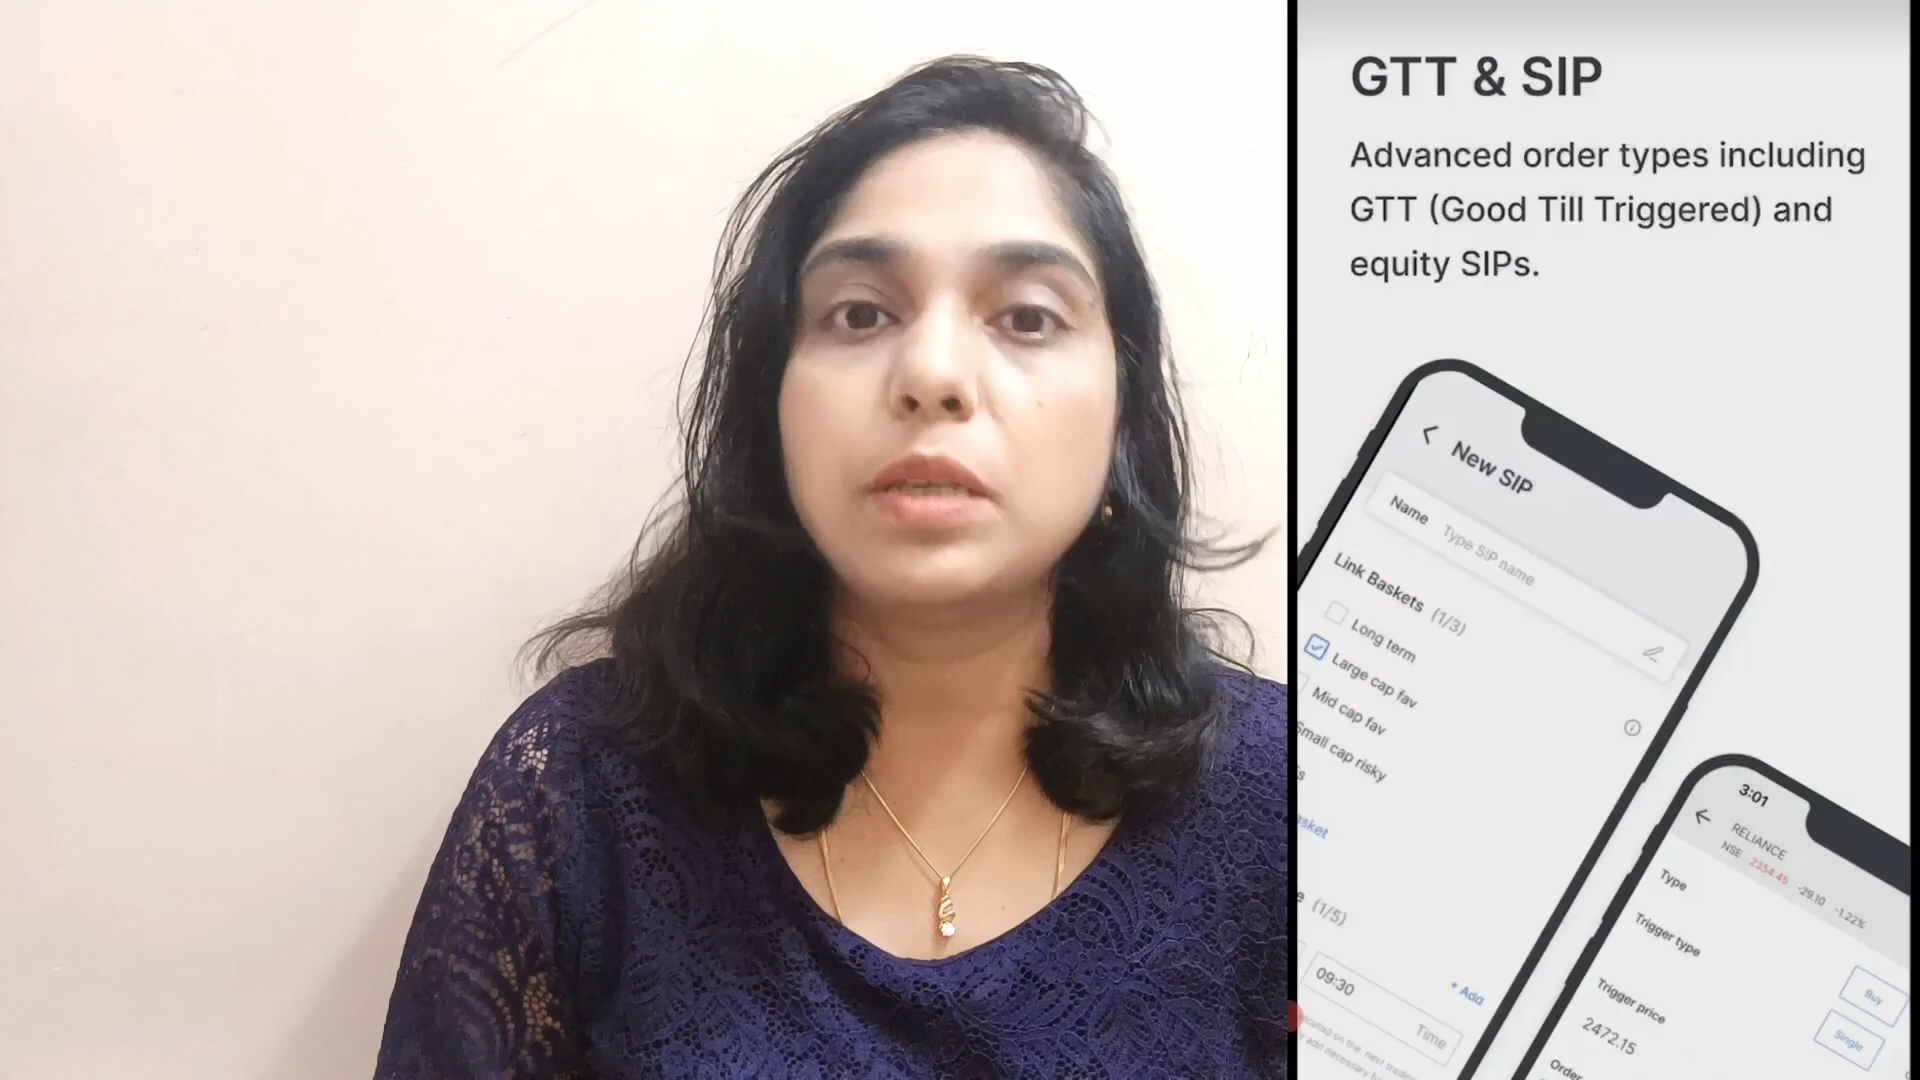 GTT & SIP
Advanced order types including
GTT (Good Till Triggered) and
equity SIPs.
New SIP
Name Type SIP name
Link Baskets (1/3)
Long term
Large cap fav
Mid cap fav
Small cap risky
(1/5)
09:30
Time
+ Add
3:01
RELIANCE
NSE 2354.45 -29.10 -1.22%
Type
Trigger type
Buy
Trigger price
Single
2472.15
Order